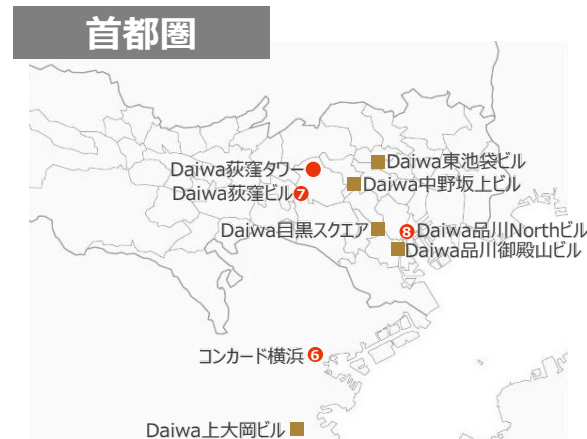 首都圏
Daiwa東池袋ビル
Daiwa荻窪タワー
Daiwa中野坂上ビル
Daiwa荻窪ビル 7
Daiwa目黒スクエア
8 Daiwa品川Northビル
Daiwa品川御殿山ビル
コンカード横浜 6
Daiwa上大岡ビル